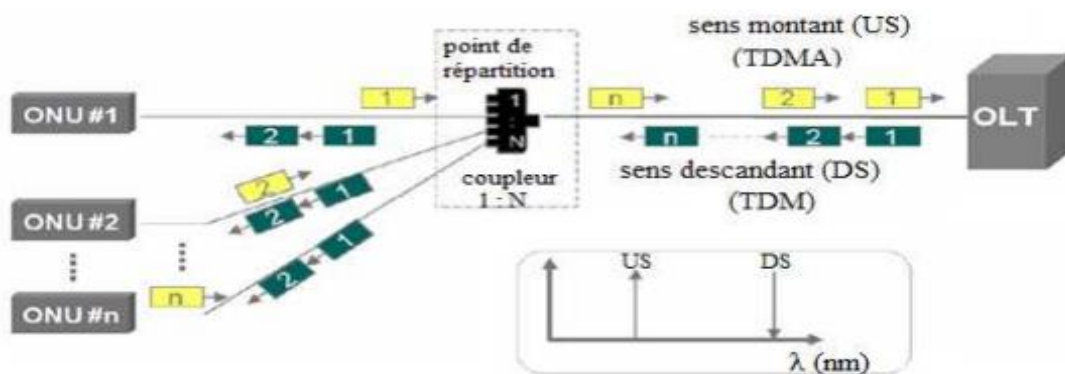 sens montant (US)
(TDMA)
point de
répartition
1
n
2
1
ONU #1
1
N
OLT
2
1
n
2
1
2
2
1
coupleur
1 : N
sens descandant (DS)
(TDM)
ONU #2
1
2
US
DS
n
ONU #n
λ (nm)